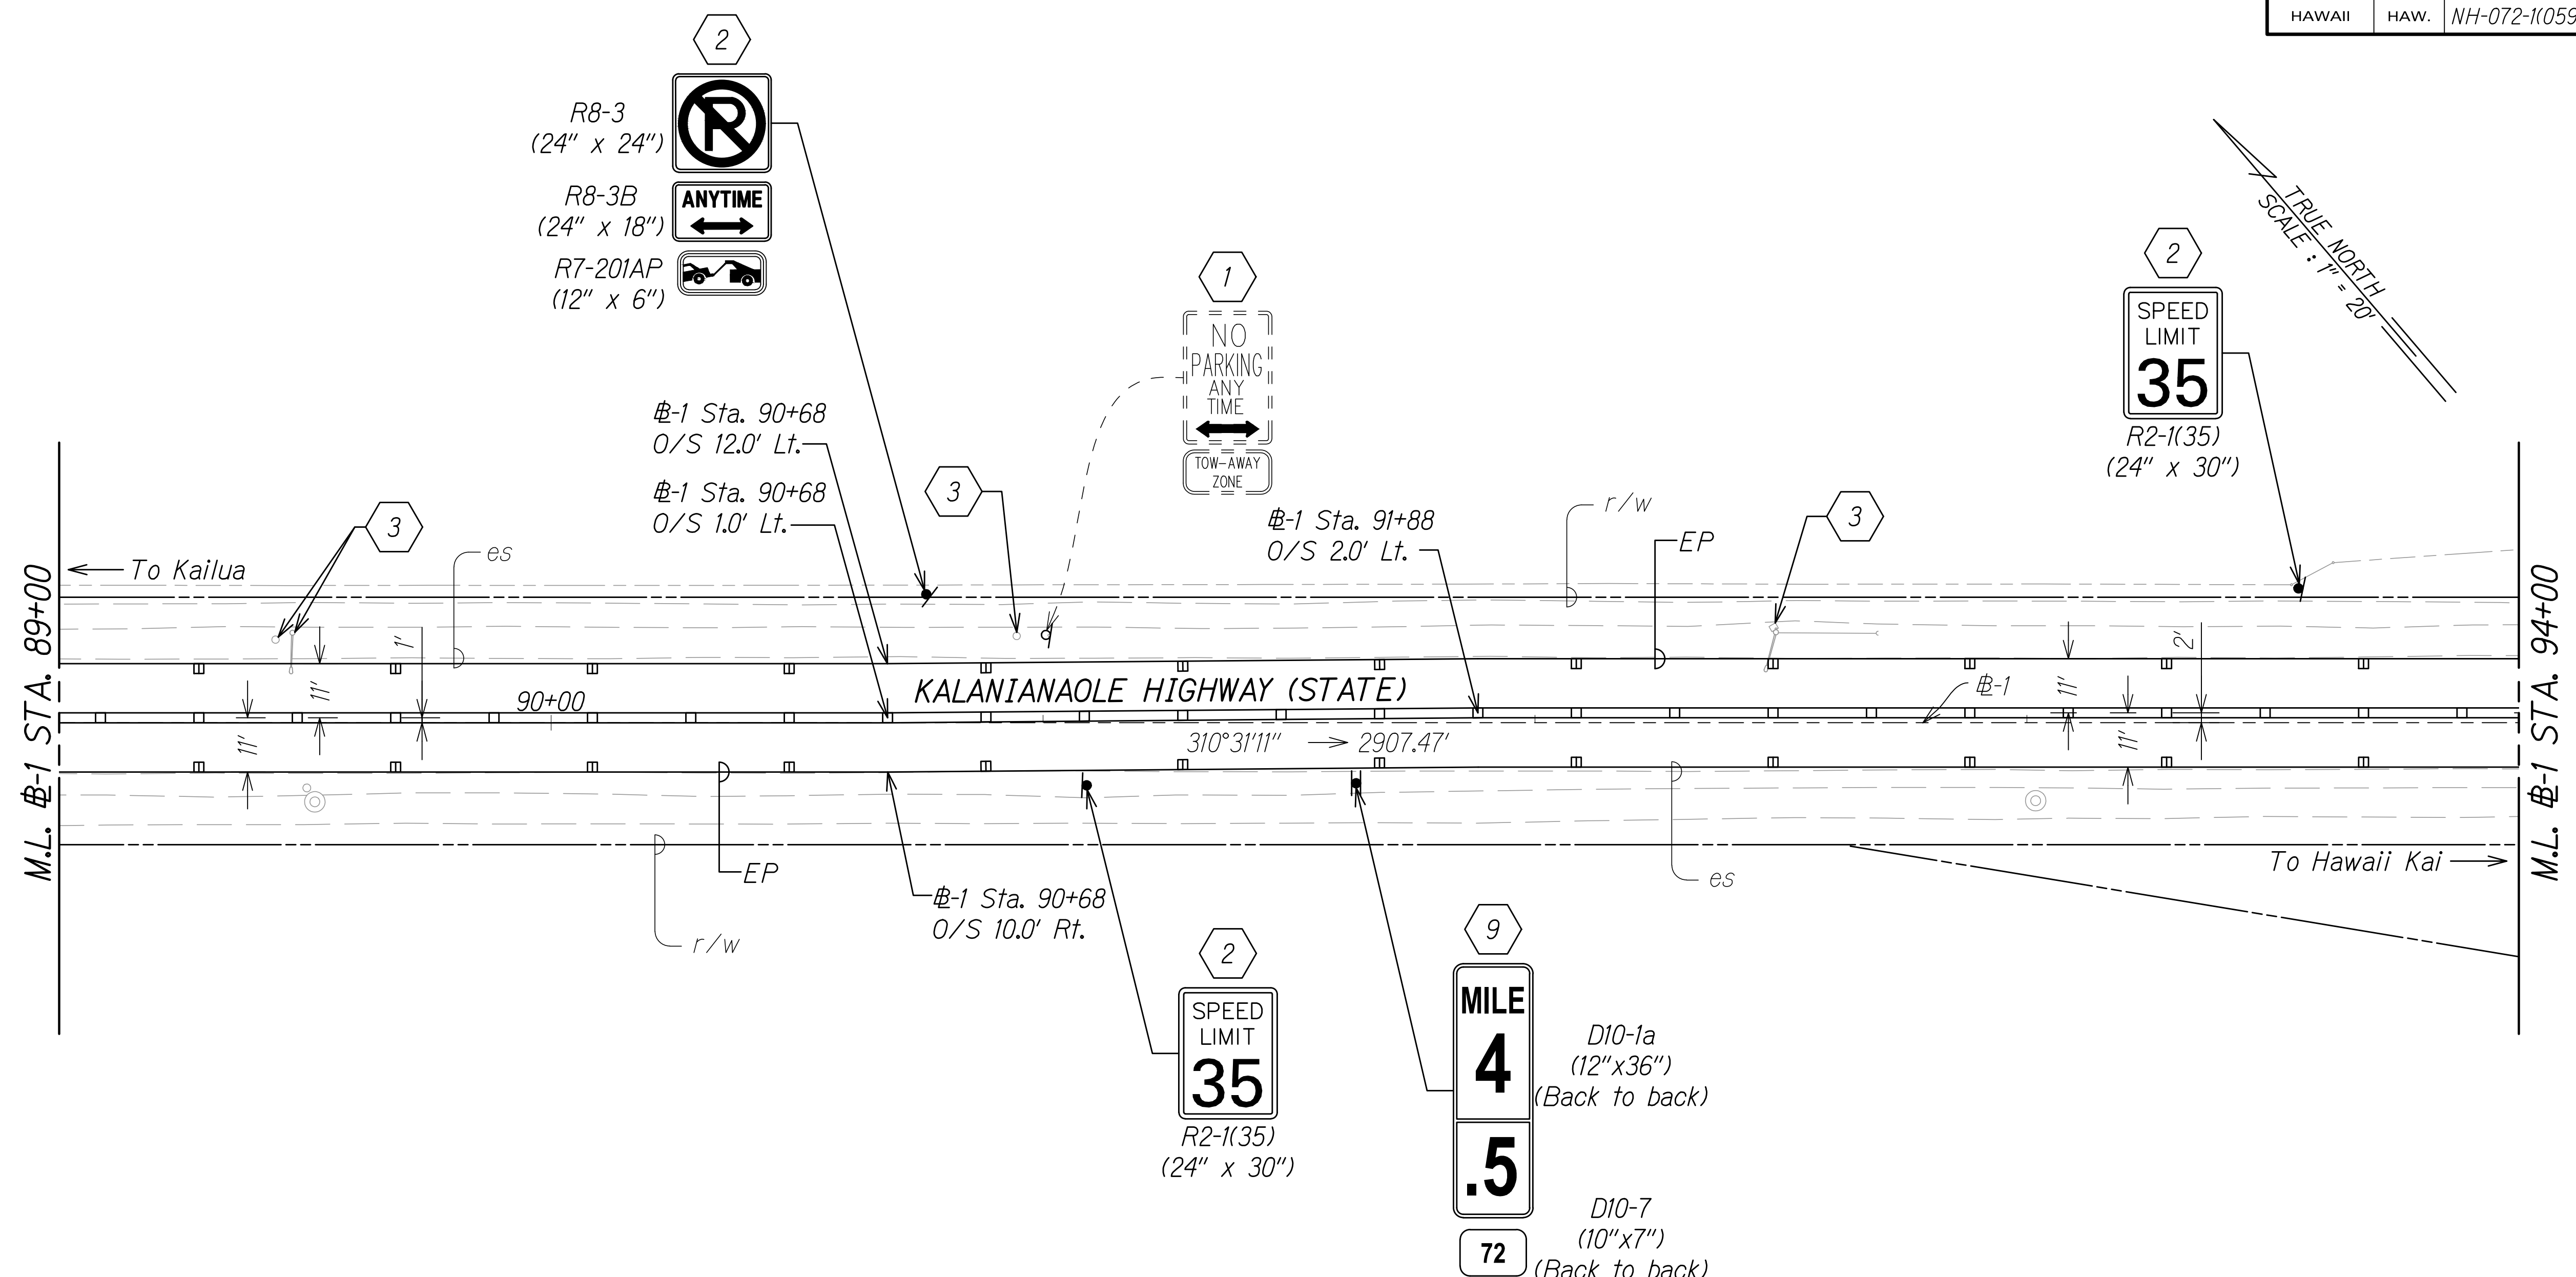 HAWAII HAW. NH-072-1(059
2
R8-3
(24" x 24")
P
R8-3B
(24" x 18")
ANYTIME
R7-201AP
(12" x 6")
1
NO
PARKING
ANY
TIME
TOW-AWAY
ZONE
TRUE NORTH
SCALE : 1" = 20'
2
SPEED
LIMIT
35
R2-1(35)
(24" x 30")
℄B-1 Sta. 90+68
O/S 12.0' Lt.
℄B-1 Sta. 90+68
O/S 1.0' Lt.
3
3
℄B-1 Sta. 91+88
O/S 2.0' Lt.
r/w
EP
3
es
To Kailua
M.L. ℄B-1 STA. 89+00
1'
11'
11'
90+00
KALANIANAOLE HIGHWAY (STATE)
310°31'11" → 2907.47'
℄B-1
11'
11'
2'
M.L. ℄B-1 STA. 94+00
To Hawaii Kai
EP
r/w
℄B-1 Sta. 90+68
O/S 10.0' Rt.
es
2
SPEED
LIMIT
35
R2-1(35)
(24" x 30")
9
MILE
4
.5
D10-1a
(12"x36")
(Back to back)
72
D10-7
(10"x7")
(Back to back)